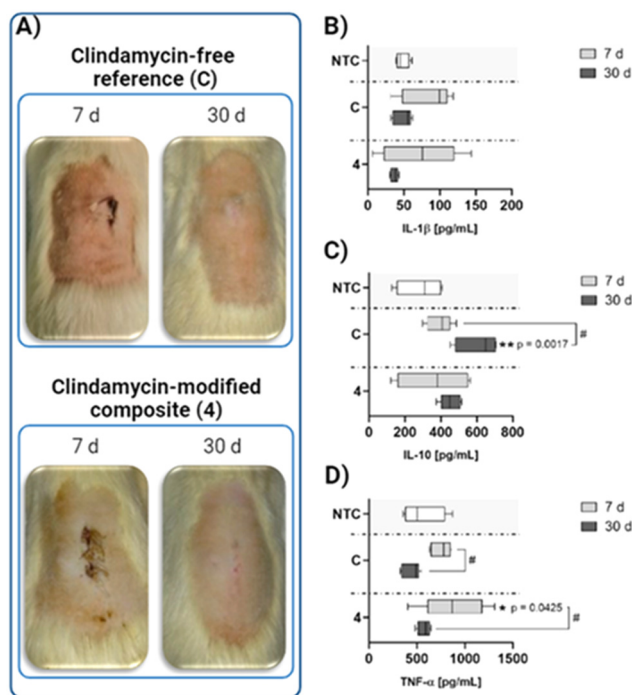 A)
Clindamycin-free
reference (C)
7 d
30 d
Clindamycin-modified
composite (4)
7 d
30 d
B)
NTC
C
4
0
50
100
150
200
IL-1β [pg/mL]
7 d
30 d
C)
NTC
C
4
#
★★ p = 0.0017
0
200
400
600
800
IL-10 [pg/mL]
7 d
30 d
D)
NTC
C
#
4
★ p = 0.0425
#
0
500
1000
1500
TNF-α [pg/mL]
7 d
30 d